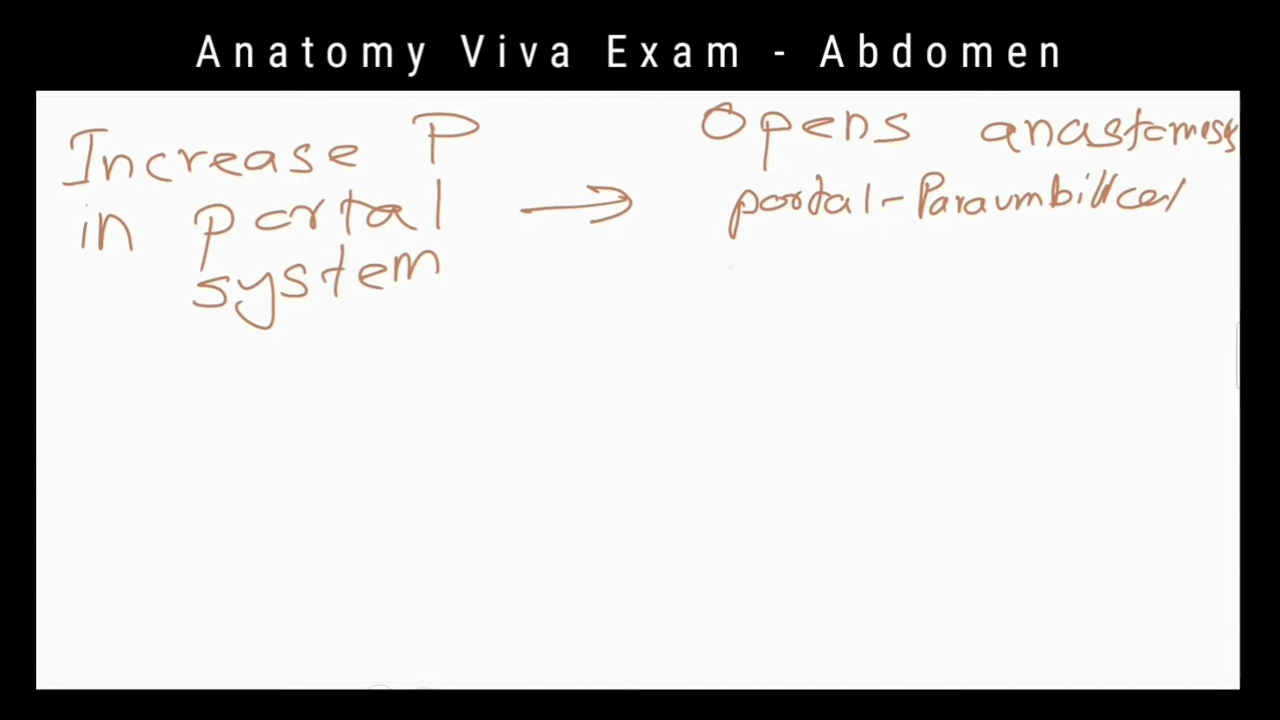 Anatomy Viva Exam - Abdomen
Increase P
in portal
system
Opens anastomosis
portal-Paraumbilical